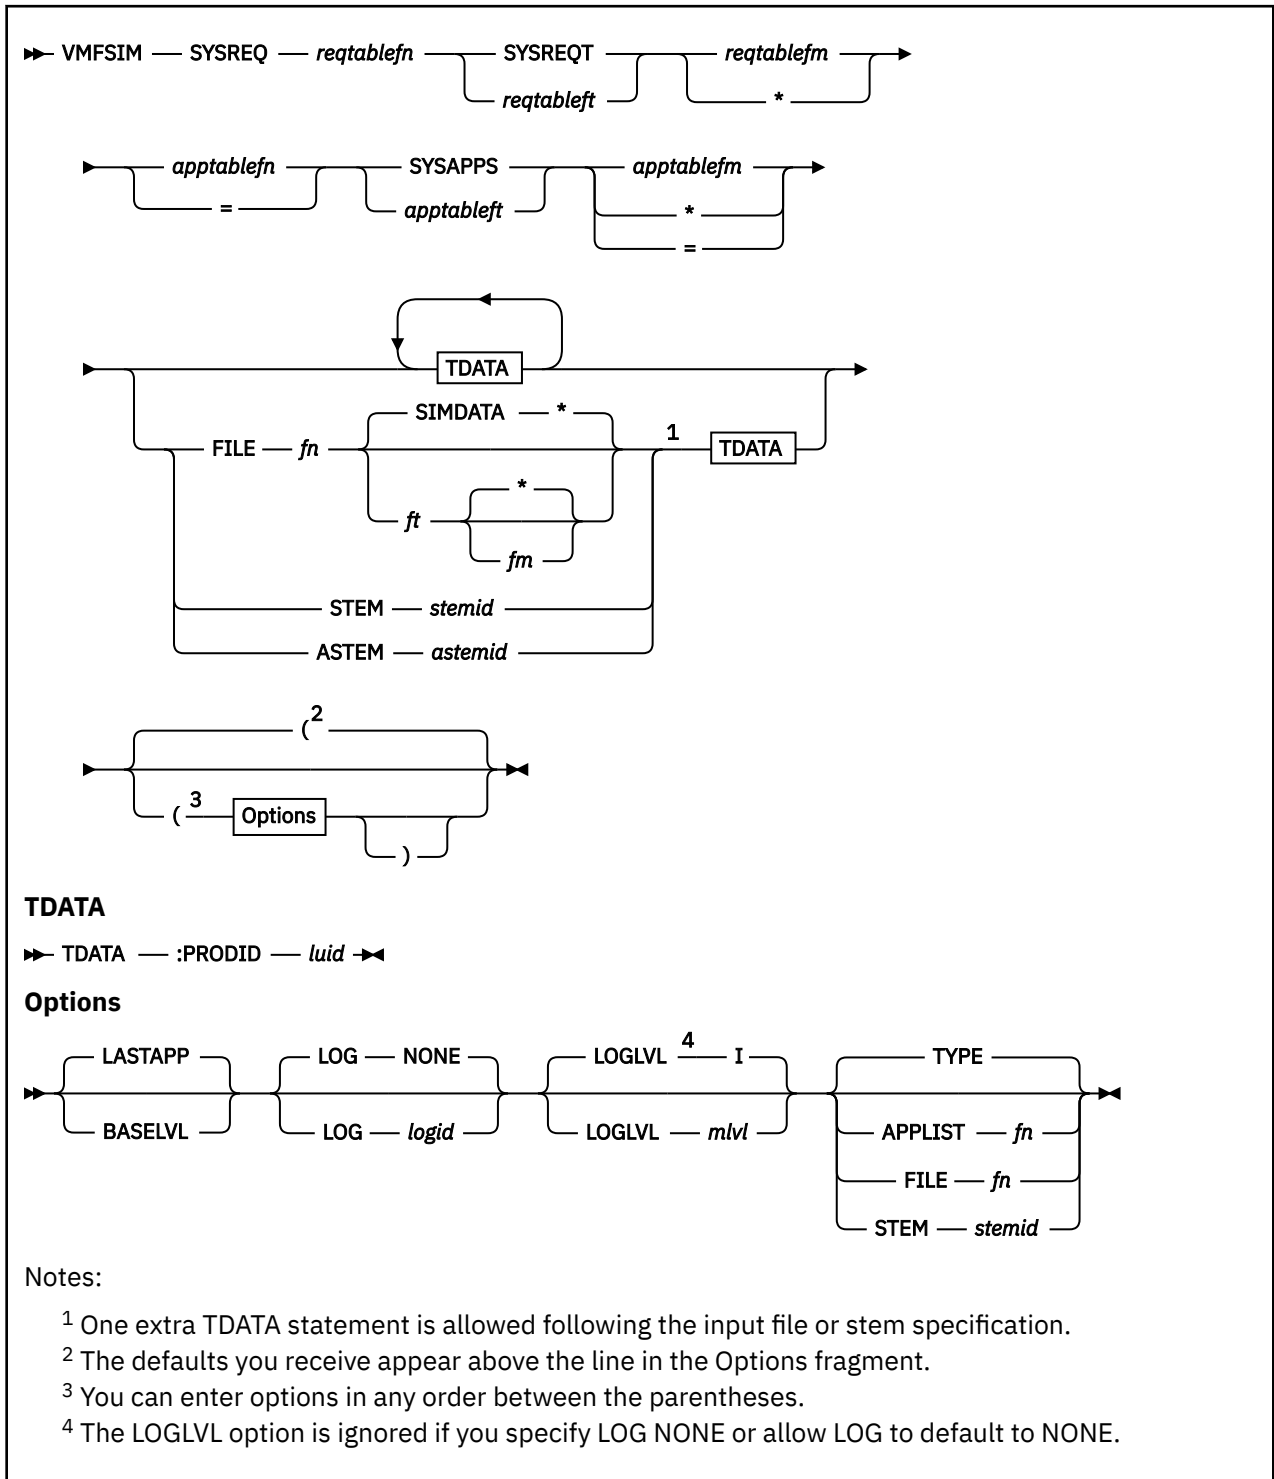 VMFSIM SYSREQ reqtablefn SYSREQT reqtablefm
reqtableft *
apptablefn SYSAPPS apptablefm
= apptableft *
=
TDATA
SIMDATA *
FILE fn 1 TDATA
*
ft
fm
STEM stemid
ASTEM astemid
( 2
( 3 Options
)
TDATA
TDATA :PRODID luid
Options
LASTAPP LOG NONE LOGLVL 4 I TYPE
BASELVL LOG logid LOGLVL mlvl APPLIST fn
FILE fn
STEM stemid
Notes:
1 One extra TDATA statement is allowed following the input file or stem specification.
2 The defaults you receive appear above the line in the Options fragment.
3 You can enter options in any order between the parentheses.
4 The LOGLVL option is ignored if you specify LOG NONE or allow LOG to default to NONE.